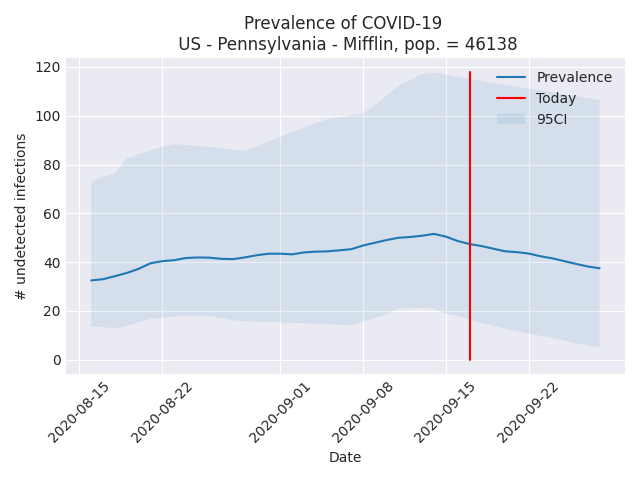 Prevalence of COVID-19
US - Pennsylvania - Mifflin, pop. = 46138
120
100
80
60
40
20
0
# undetected infections
Prevalence
Today
95CI
2020-08-15
2020-08-22
2020-09-01
2020-09-08
2020-09-15
2020-09-22
Date